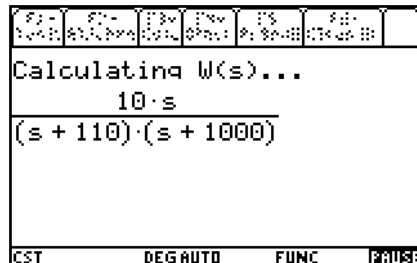 Calculating W(s)...
10·s
(s + 110)·(s + 1000)
CST DEG AUTO FUNC PAUSE